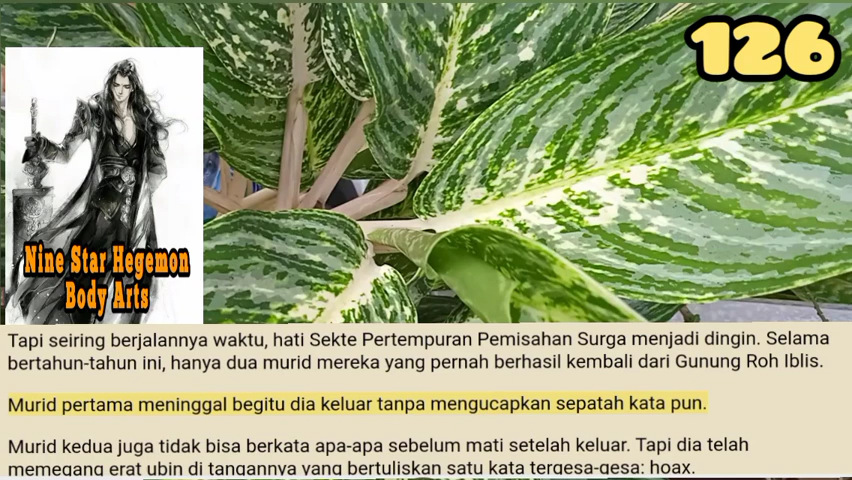 126
Nine Star Hegemon
Body Arts
Tapi seiring berjalannya waktu, hati Sekte Pertempuran Pemisahan Surga menjadi dingin. Selama
bertahun-tahun ini, hanya dua murid mereka yang pernah berhasil kembali dari Gunung Roh Iblis.
Murid pertama meninggal begitu dia keluar tanpa mengucapkan sepatah kata pun.
Murid kedua juga tidak bisa berkata apa-apa sebelum mati setelah keluar. Tapi dia telah
memegang erat ubin di tangannya yang bertuliskan satu kata tergesa-gesa: hoax.